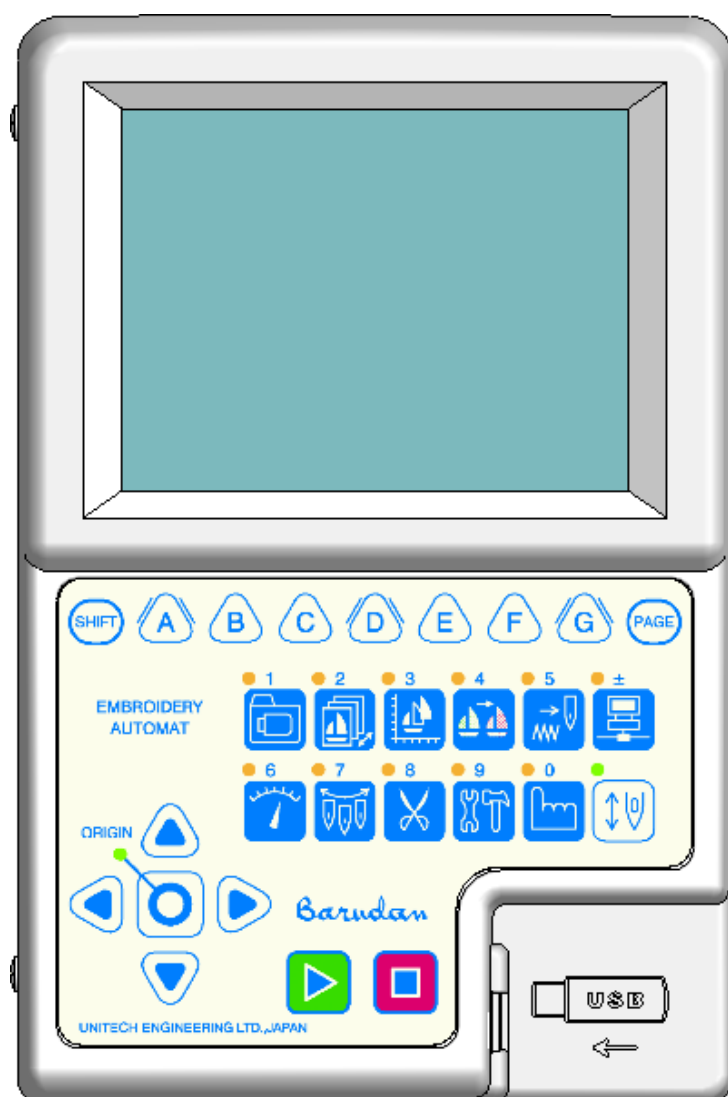 SHIFT A B C D E F G PAGE
1 2 3 4 5 ±
EMBROIDERY
AUTOMAT
6 7 8 9 0
ORIGIN
Barudan
UNITECH ENGINEERING LTD.,JAPAN
USB